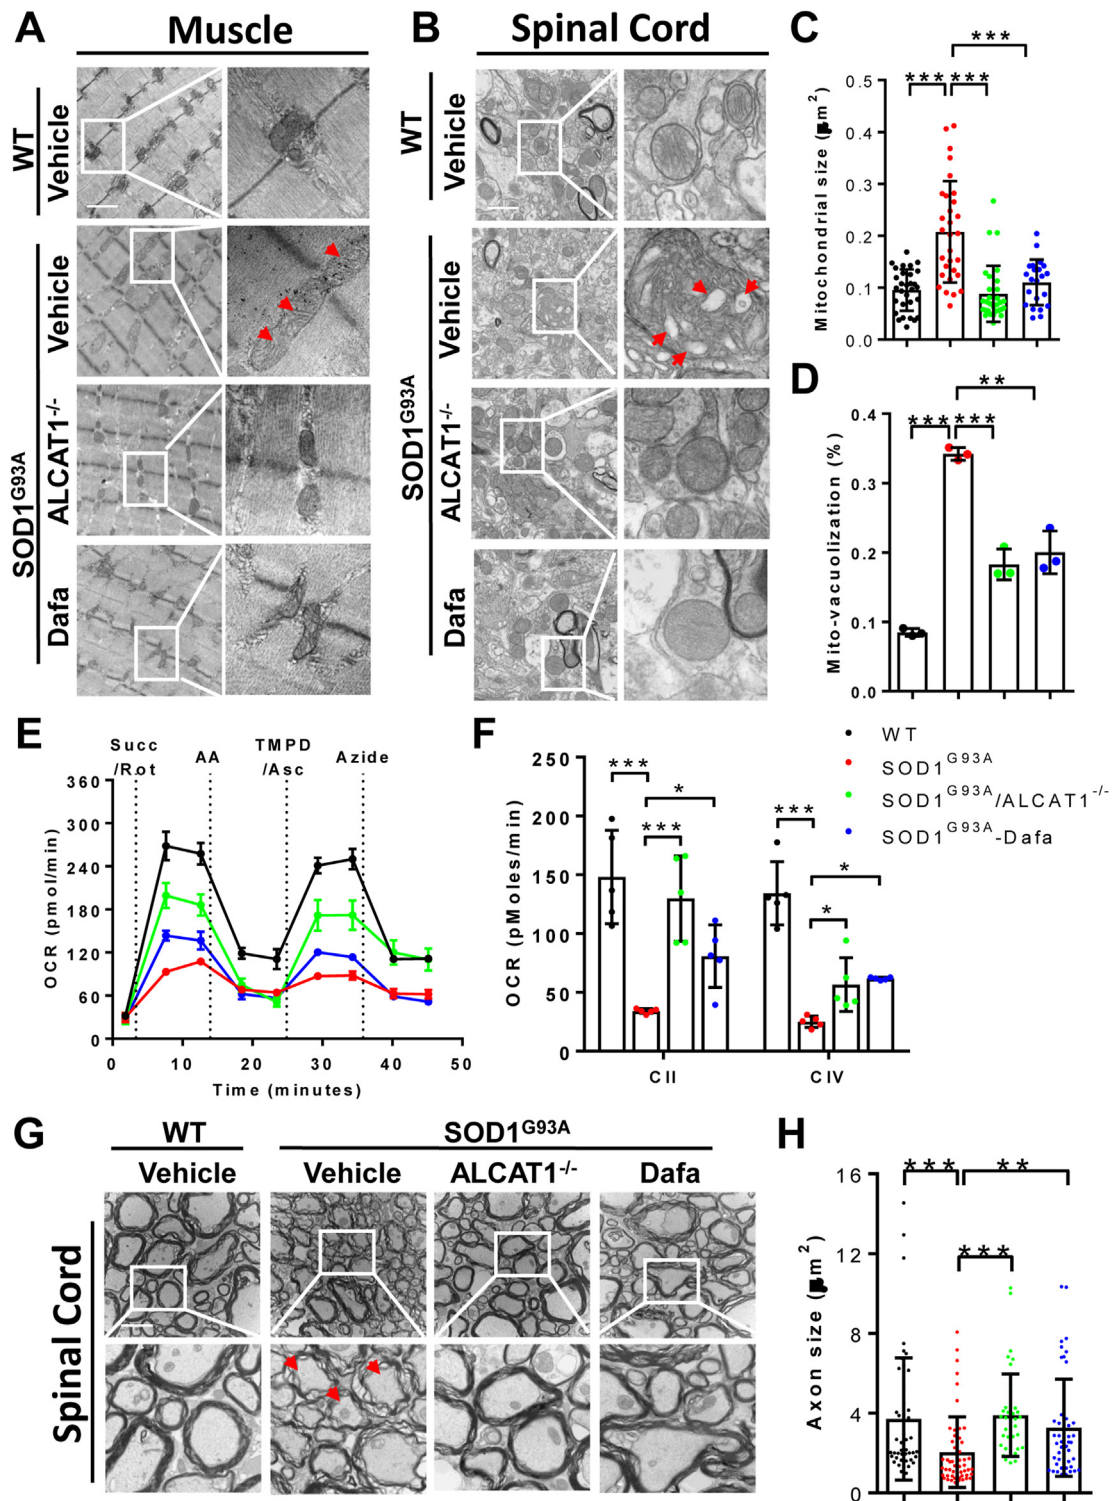 A
Muscle
WT
Vehicle
SOD1G93A
Vehicle
ALCAT1-/-
Dafa
B
Spinal Cord
WT
Vehicle
SOD1G93A
Vehicle
ALCAT1-/-
Dafa
C
***
*** ***
Mitochondrial size (μm2)
0.5
0.4
0.3
0.2
0.1
0.0
D
**
*** ***
Mito-vacuolization (%)
0.4
0.3
0.2
0.1
0.0
E
Succ
/Rot
AA
TMPD
/Asc
Azide
OCR (pmol/min)
360
300
240
180
120
60
0
0 10 20 30 40 50
Time (minutes)
F
OCR (pMoles/min)
250
200
150
100
50
0
***
*
***
***
*
*
CII
CIV
WT
SOD1G93A
SOD1G93A/ALCAT1-/-
SOD1G93A-Dafa
G
WT
SOD1G93A
Vehicle
Vehicle
ALCAT1-/-
Dafa
Spinal Cord
H
*** **
***
Axon size (μm2)
16
12
8
4
0